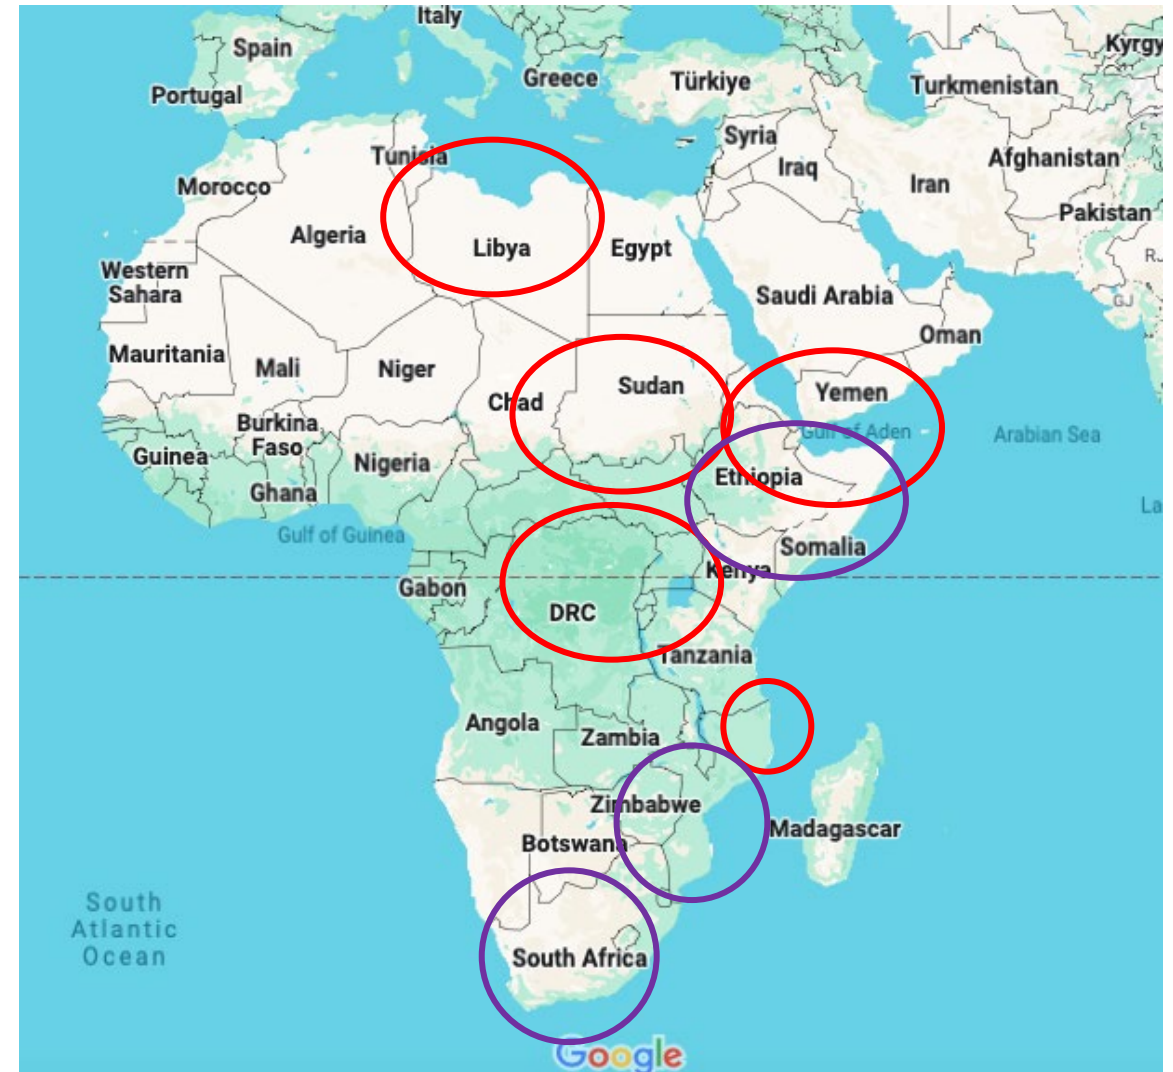 Italy
Spain
Greece
Türkiye
Kyrgy
Portugal
Turkmenistan
Syria
Tunisia
Iraq
Afghanistan
Morocco
Iran
Pakistan
Algeria
Libya
Egypt
RJ
Western
Sahara
Saudi Arabia
GJ
Oman
Mauritania
Mali
Niger
Sudan
Yemen
Chad
Burkina
Faso
Gulf of Aden
Arabian Sea
Guinea
Nigeria
Ethiopia
Ghana
La
Gulf of Guinea
Somalia
Kenya
Gabon
DRC
Tanzania
Angola
Zambia
Zimbabwe
Madagascar
Botswana
South
Atlantic
Ocean
South Africa
Google